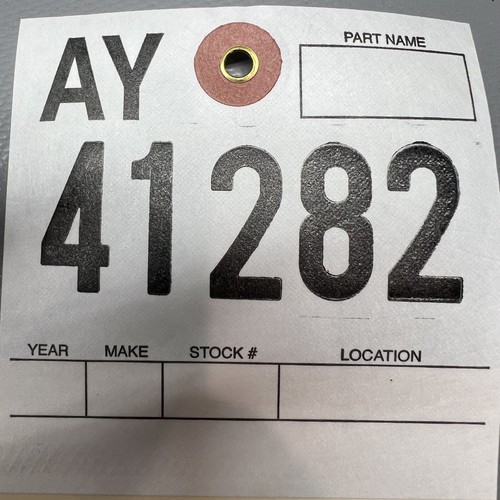 AY PART NAME
41282
YEAR MAKE STOCK # LOCATION